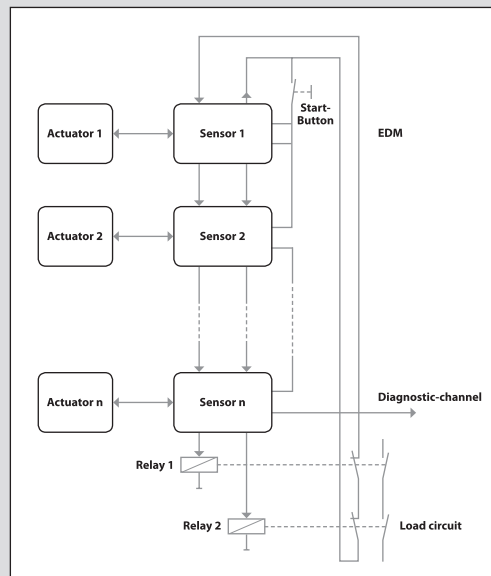 Start-
Button
Actuator 1
Sensor 1
EDM
Actuator 2
Sensor 2
Actuator n
Sensor n
Diagnostic-channel
Relay 1
Relay 2
Load circuit